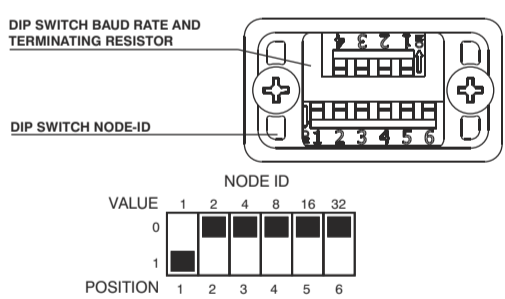 DIP SWITCH BAUD RATE AND
TERMINATING RESISTOR
4 3 2 1
DIP SWITCH NODE-ID
1 2 3 4 5 6
NODE ID
VALUE 1 2 4 8 16 32
0
1
POSITION 1 2 3 4 5 6